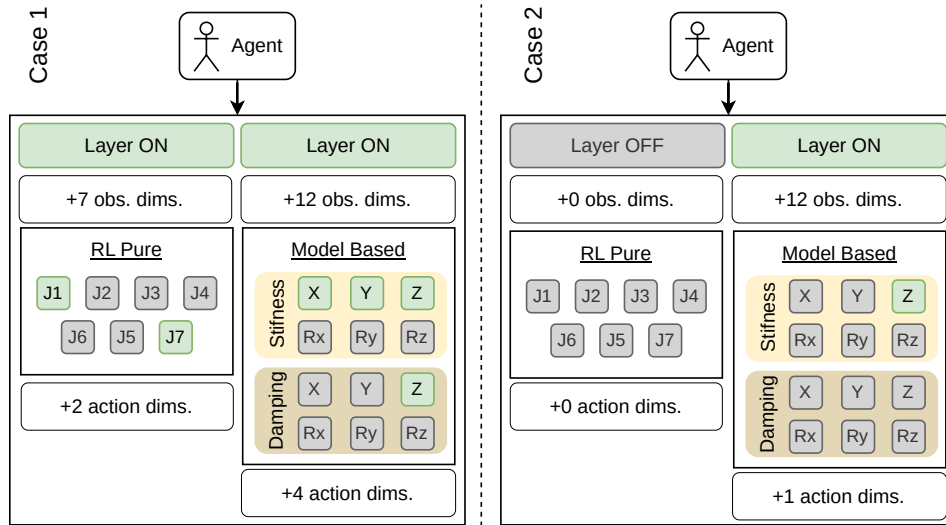 Case 1
Agent
Layer ON
Layer ON
+7 obs. dims.
+12 obs. dims.
RL Pure
J1 J2 J3 J4
J6 J5 J7
+2 action dims.
Model Based
Stifness
X Y Z
Rx Ry Rz
Damping
X Y Z
Rx Ry Rz
+4 action dims.
Case 2
Agent
Layer OFF
Layer ON
+0 obs. dims.
+12 obs. dims.
RL Pure
J1 J2 J3 J4
J6 J5 J7
+0 action dims.
Model Based
Stifness
X Y Z
Rx Ry Rz
Damping
X Y Z
Rx Ry Rz
+1 action dims.